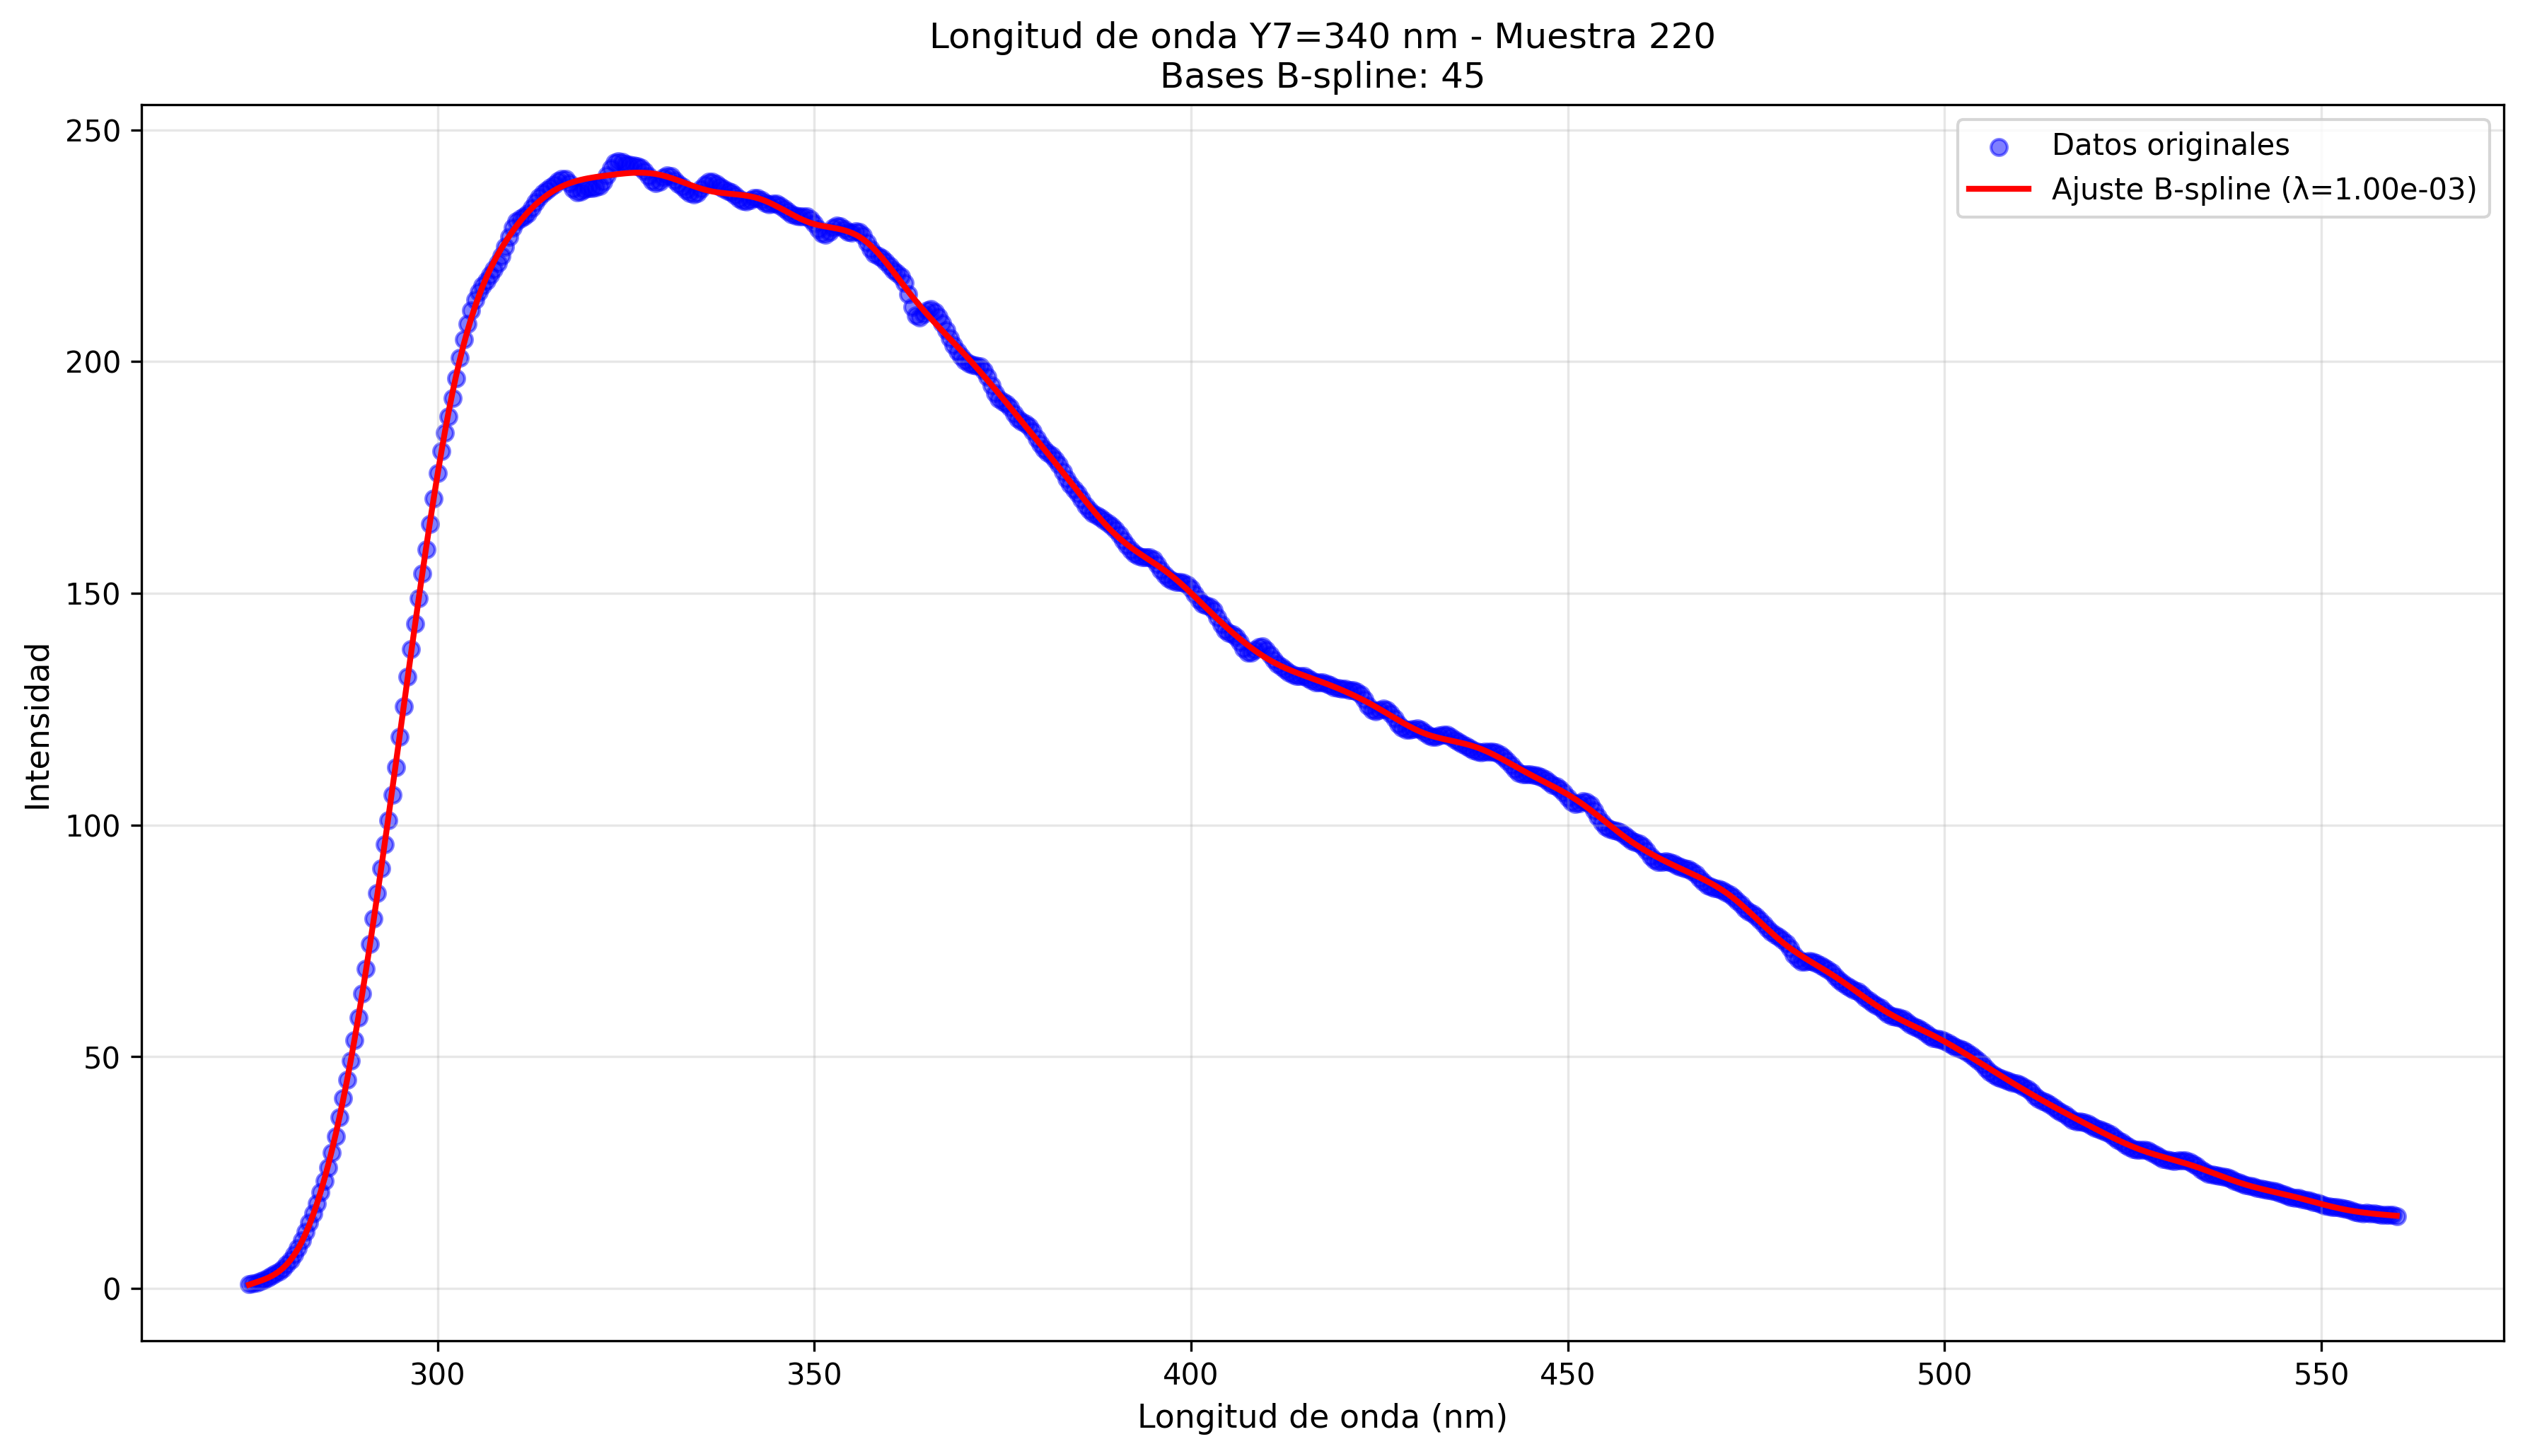 Longitud de onda Y7=340 nm - Muestra 220
Bases B-spline: 45
Datos originales
Ajuste B-spline (λ=1.00e-03)
250
200
150
100
50
0
Intensidad
300
350
400
450
500
550
Longitud de onda (nm)